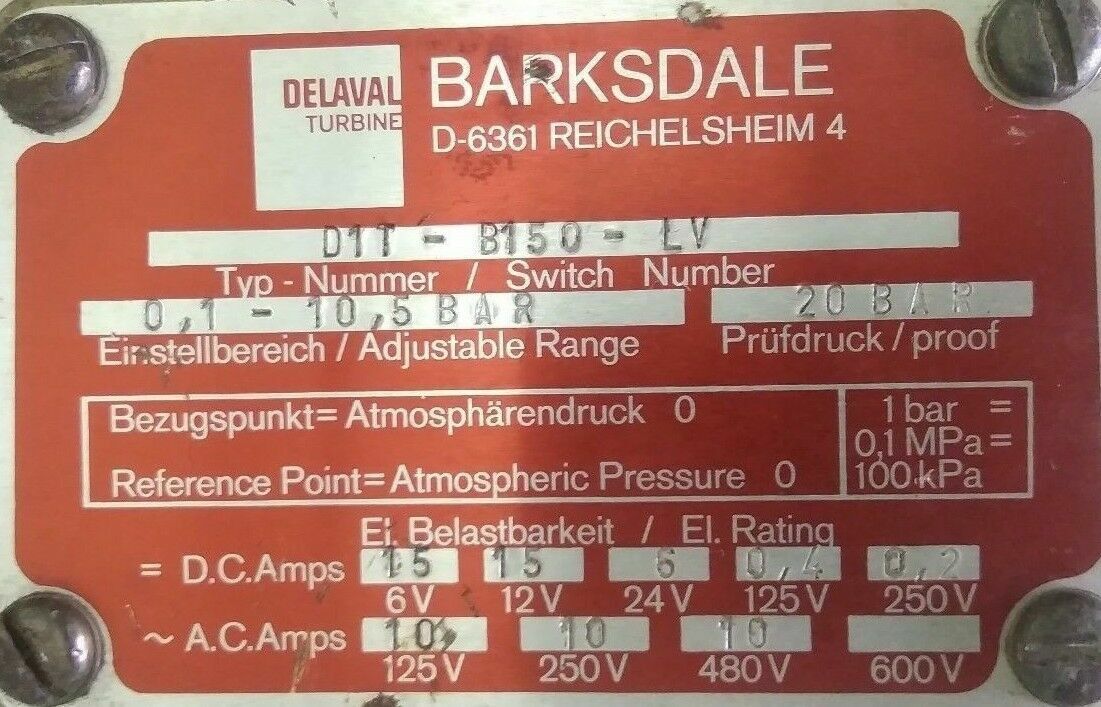 DELAVAL
TURBINE
BARKSDALE
D-6361 REICHELSHEIM 4
D1T - B150 - LV
Typ - Nummer / Switch Number
0,1 - 10,5 BAR
20 BAR
Einstellbereich / Adjustable Range
Prüfdruck / proof
Bezugspunkt = Atmosphärendruck 0
Reference Point = Atmospheric Pressure 0
1 bar =
0,1 MPa =
100 kPa
El. Belastbarkeit / El. Rating
= D.C. Amps 15 15 6 0,4 0,2
6V 12V 24V 125V 250V
~ A.C. Amps 10 10 10
125V 250V 480V 600V